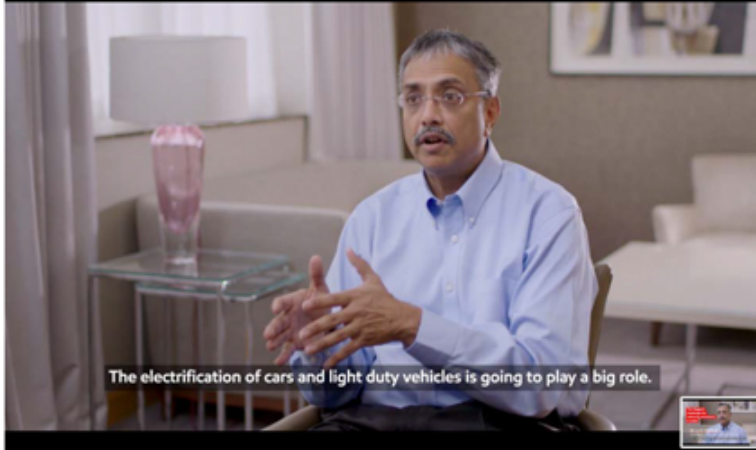 The electrification of cars and light duty vehicles is going to play a big role.